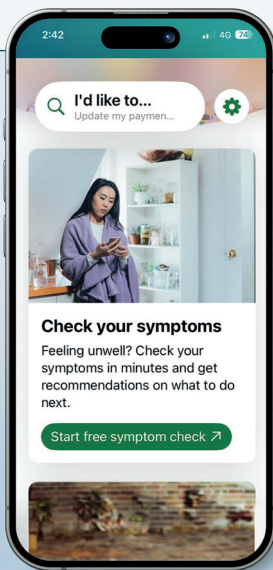 2:42
4G 74
I'd like to...
Update my paymen...
Check your symptoms
Feeling unwell? Check your
symptoms in minutes and get
recommendations on what to do
next.
Start free symptom check